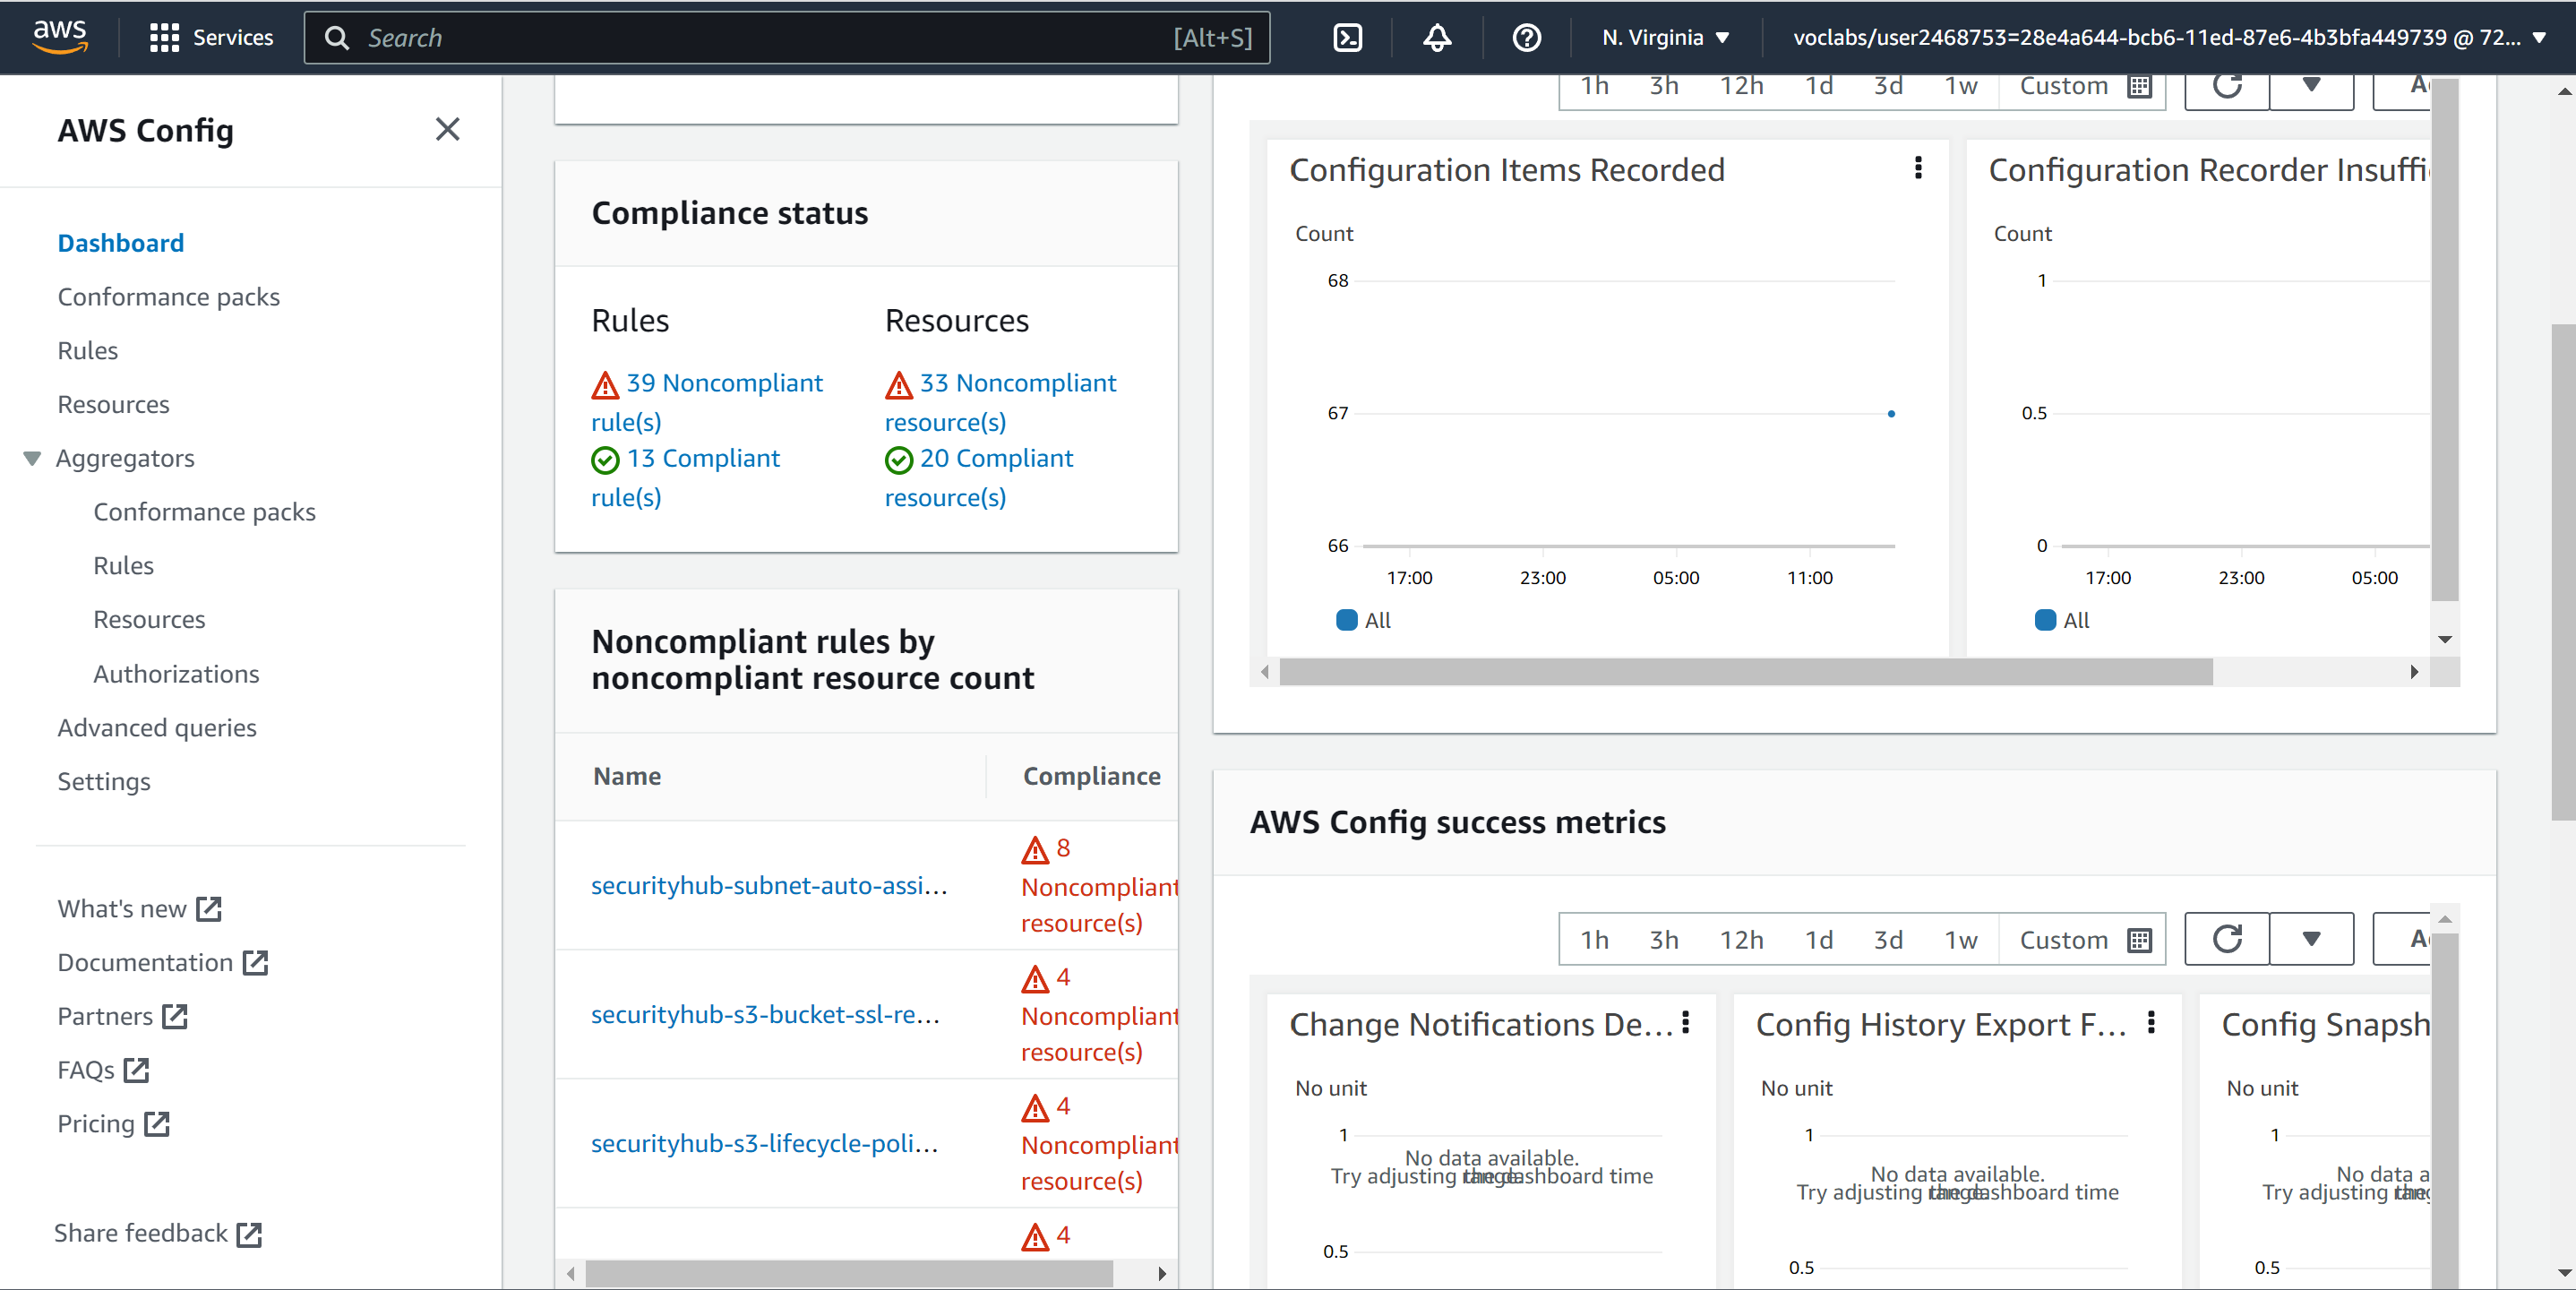 aws
Services
Search
[Alt+S]
N. Virginia
voclabs/user2468753=28e4a644-bcb6-11ed-87e6-4b3bfa449739 @ 72...
AWS Config
Dashboard
Conformance packs
Rules
Resources
Aggregators
Conformance packs
Rules
Resources
Authorizations
Advanced queries
Settings
What's new
Documentation
Partners
FAQs
Pricing
Share feedback
Compliance status
Rules
39 Noncompliant
rule(s)
13 Compliant
rule(s)
Resources
33 Noncompliant
resource(s)
20 Compliant
resource(s)
Noncompliant rules by
noncompliant resource count
Name
Compliance
securityhub-subnet-auto-assi...
8
Noncompliant
resource(s)
securityhub-s3-bucket-ssl-re...
4
Noncompliant
resource(s)
securityhub-s3-lifecycle-poli...
4
Noncompliant
resource(s)
4
1h 3h 12h 1d 3d 1w Custom
Configuration Items Recorded
Count
68
67
66
17:00 23:00 05:00 11:00
All
Configuration Recorder Insuffi
Count
1
0.5
0
17:00 23:00 05:00
All
AWS Config success metrics
1h 3h 12h 1d 3d 1w Custom
Change Notifications De...
No unit
1
No data available.
Try adjusting the dashboard time
range.
0.5
Config History Export F...
No unit
1
No data available.
Try adjusting the dashboard time
range.
0.5
Config Snapsh
No unit
1
No data a
Try adjusting
0.5